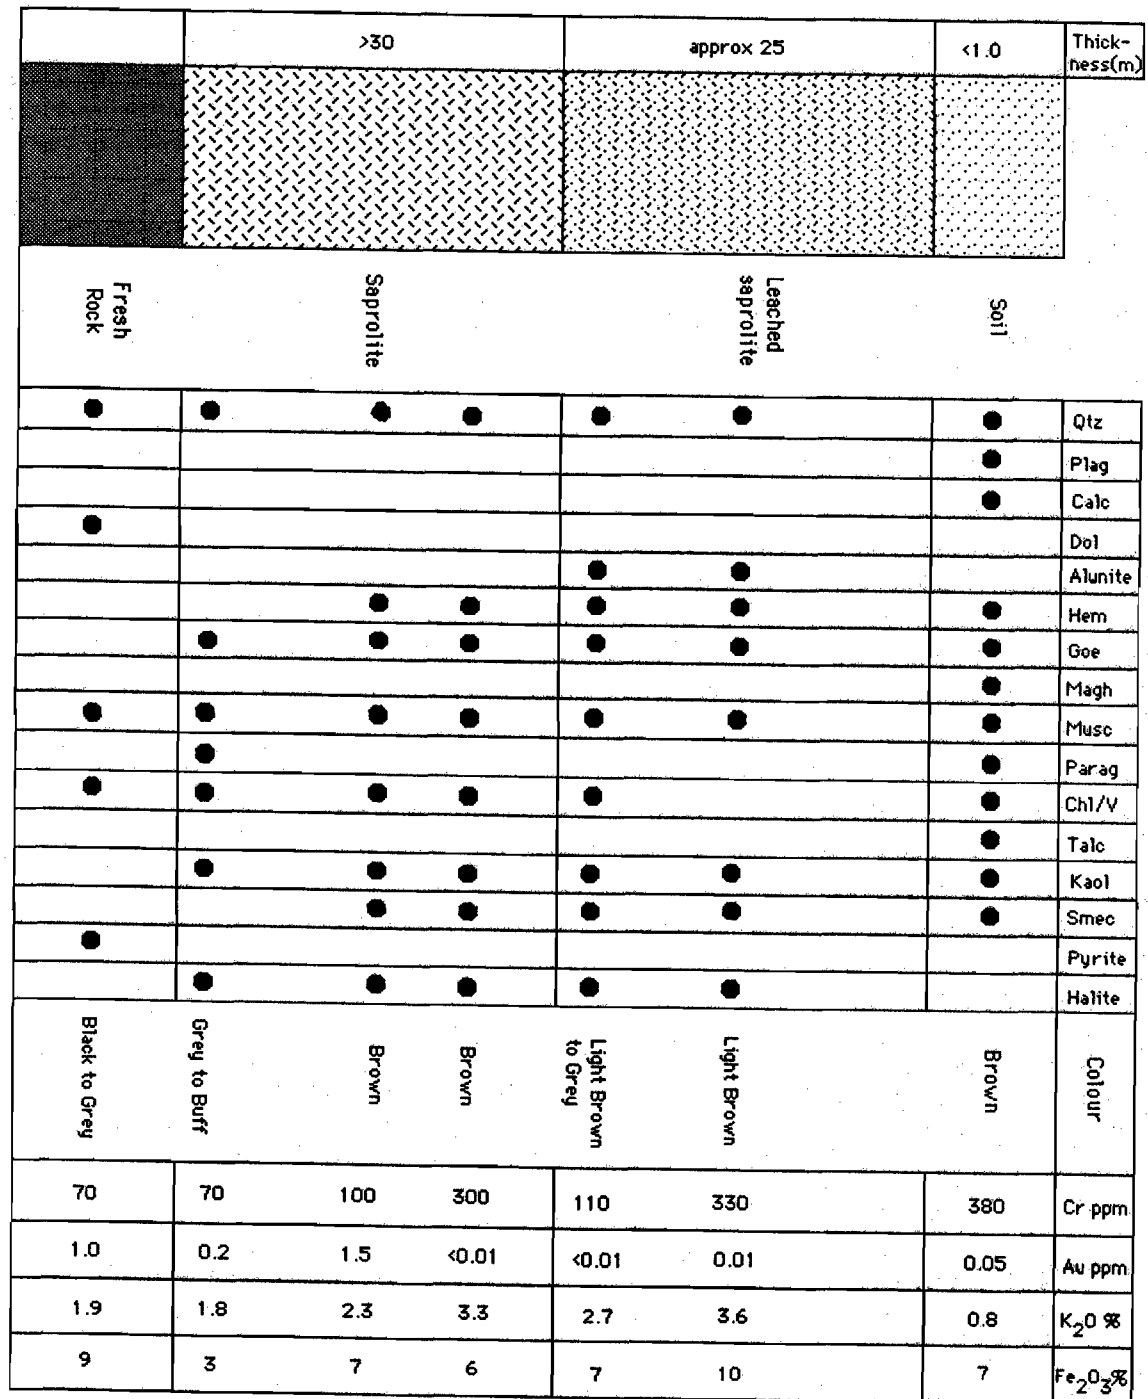 >30 approx 25 <1.0 Thick-
ness(m)
Fresh
Rock
Saprolite
Leached
saprolite
Soil
Qtz
Plag
Calc
Dol
Alunite
Hem
Goe
Magh
Musc
Parag
Chl/V
Talc
Kaol
Smec
Pyrite
Halite
Black to Grey
Grey to Buff
Brown
Brown
Light Brown
to Grey
Light Brown
Brown
Colour
70 70 100 300 110 330 380 Cr ppm
1.0 0.2 1.5 <0.01 <0.01 0.01 0.05 Au ppm
1.9 1.8 2.3 3.3 2.7 3.6 0.8 K2O %
9 3 7 6 7 10 7 Fe2O3%